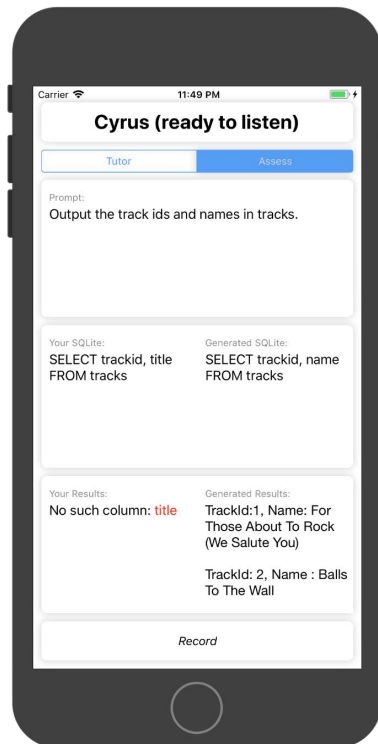 Carrier 11:49 PM
Cyrus (ready to listen)
Tutor Assess
Prompt:
Output the track ids and names in tracks.
Your SQLite:
SELECT trackid, title
FROM tracks
Generated SQLite:
SELECT trackid, name
FROM tracks
Your Results:
No such column: title
Generated Results:
TrackId:1, Name: For
Those About To Rock
(We Salute You)
TrackId: 2, Name : Balls
To The Wall
Record